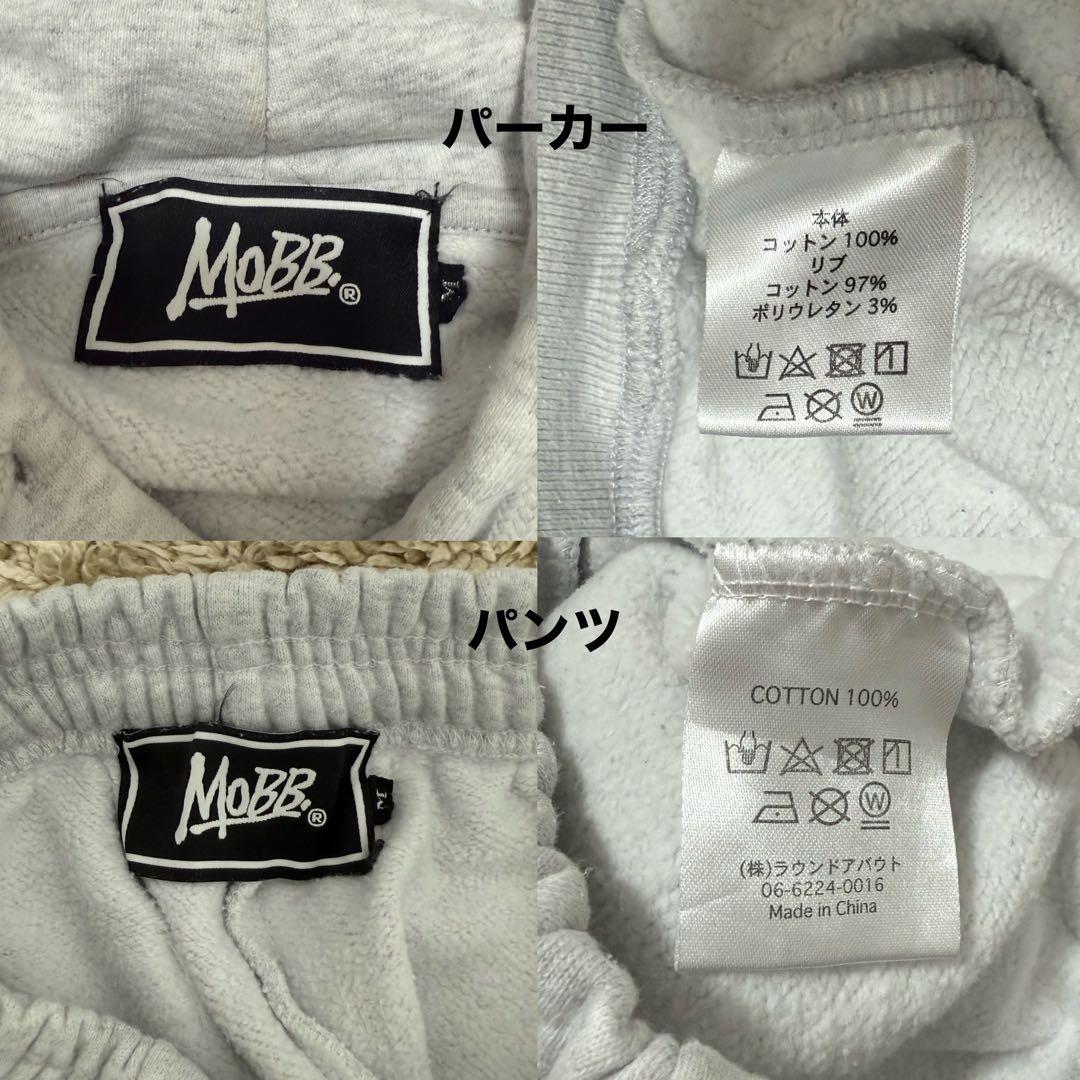 パーカー
MOBB.®
M
本体
コットン 100%
リブ
コットン 97%
ポリウレタン 3%
W
パンツ
MOBB.®
M
COTTON 100%
W
(株)ラウンドアバウト
06-6224-0016
Made in China